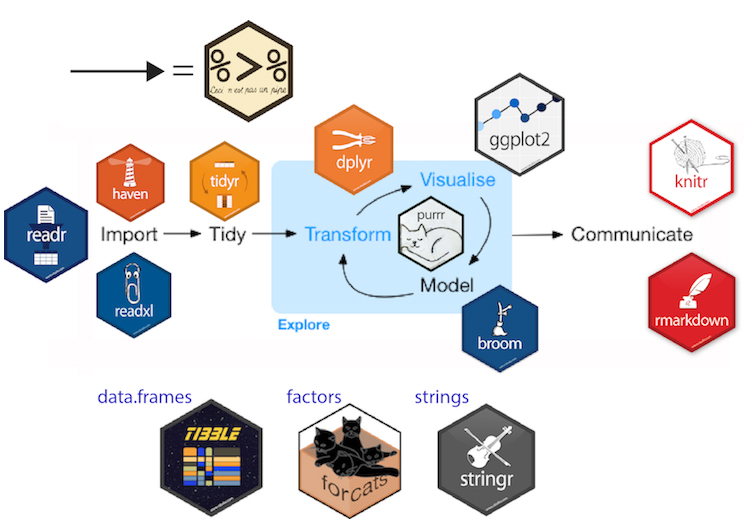 = %>%
Ceci n'est pas un pipe
dplyr
ggplot2
haven
tidyr
knitr
Visualise
purrr
readr
Import
Tidy
Transform
Communicate
Model
readxl
rmarkdown
Explore
broom
data.frames
factors
strings
TIBBLE
forcats
stringr